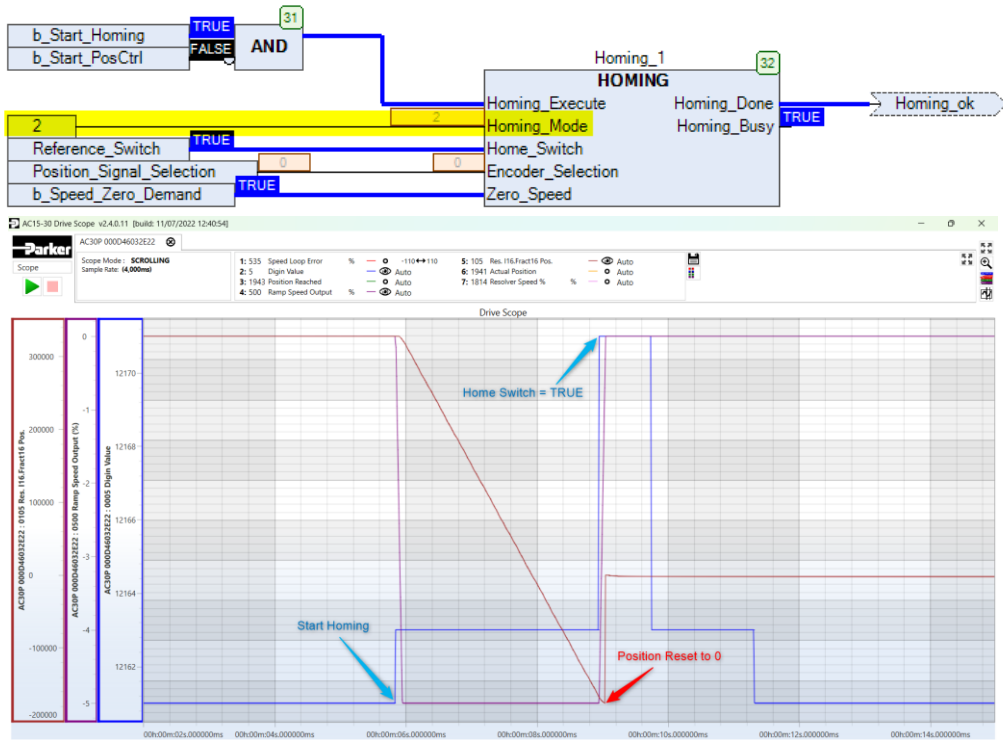 31
TRUE
b_Start_Homing
FALSE
b_Start_PosCtrl
AND
Homing_1
32
HOMING
Homing_Execute
Homing_Done
Homing_ok
2
2
Homing_Mode
Homing_Busy
TRUE
TRUE
Reference_Switch
Home_Switch
Position_Signal_Selection
0
0
Encoder_Selection
TRUE
b_Speed_Zero_Demand
Zero_Speed
AC15-30 Drive Scope v2.4.0.11 [build: 11/07/2022 12:40:54]
Parker
Scope
AC30P 000D46032E22
Scope Mode : SCROLLING
Sample Rate: (4,000ms)
1: 535 Speed Loop Error % -110 110
2: 5 Digin Value Auto
3: 1943 Position Reached Auto
4: 500 Ramp Speed Output % Auto
5: 105 Res. I16.Fract16 Pos. Auto
6: 1941 Actual Position Auto
7: 1814 Resolver Speed % % Auto
Drive Scope
AC30P 000D46032E22 : 0105 Res. I16.Fract16 Pos.
300000
200000
100000
0
-100000
-200000
AC30P 000D46032E22 : 0500 Ramp Speed Output (%)
0
-1
-2
-3
-4
-5
AC30P 000D46032E22 : 0005 Digin Value
12170
12168
12166
12164
12162
Home Switch = TRUE
Start Homing
Position Reset to 0
00h:00m:02s.000000000ms
00h:00m:04s.000000000ms
00h:00m:06s.000000000ms
00h:00m:08s.000000000ms
00h:00m:10s.000000000ms
00h:00m:12s.000000000ms
00h:00m:14s.000000000ms